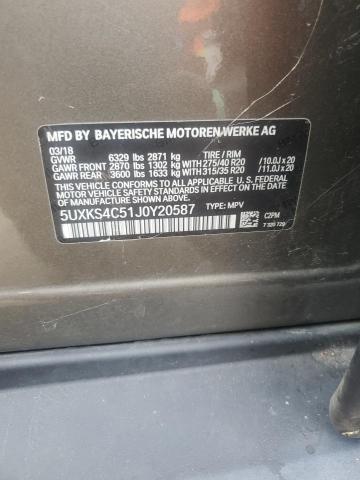 MFD BY BAYERISCHE MOTOREN WERKE AG
03/18
GVWR 6329 lbs 2871 kg TIRE / RIM
GAWR FRONT 2870 lbs 1302 kg WITH 275/40 R20 /10.0J x 20
GAWR REAR 3600 lbs 1633 kg WITH 315/35 R20 /11.0J x 20
THIS VEHICLE CONFORMS TO ALL APPLICABLE U.S. FEDERAL
MOTOR VEHICLE SAFETY STANDARDS IN EFFECT ON THE DATE
OF MANUFACTURE SHOWN ABOVE.
5UXKS4C51J0Y20587 TYPE: MPV
C2PM